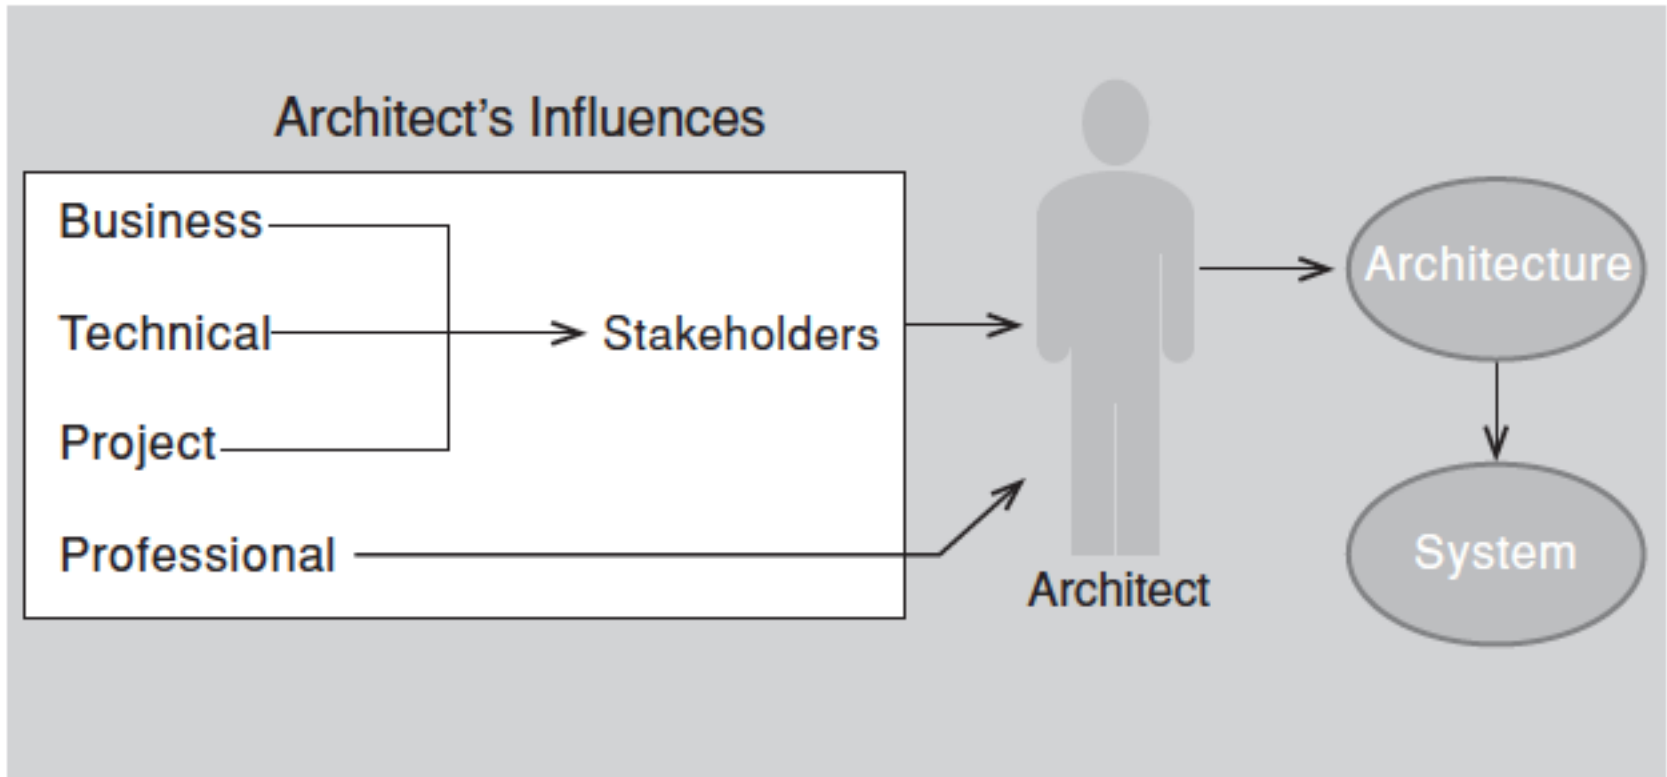 Architect's Influences
Business
Technical
Stakeholders
Project
Professional
Architect
Architecture
System